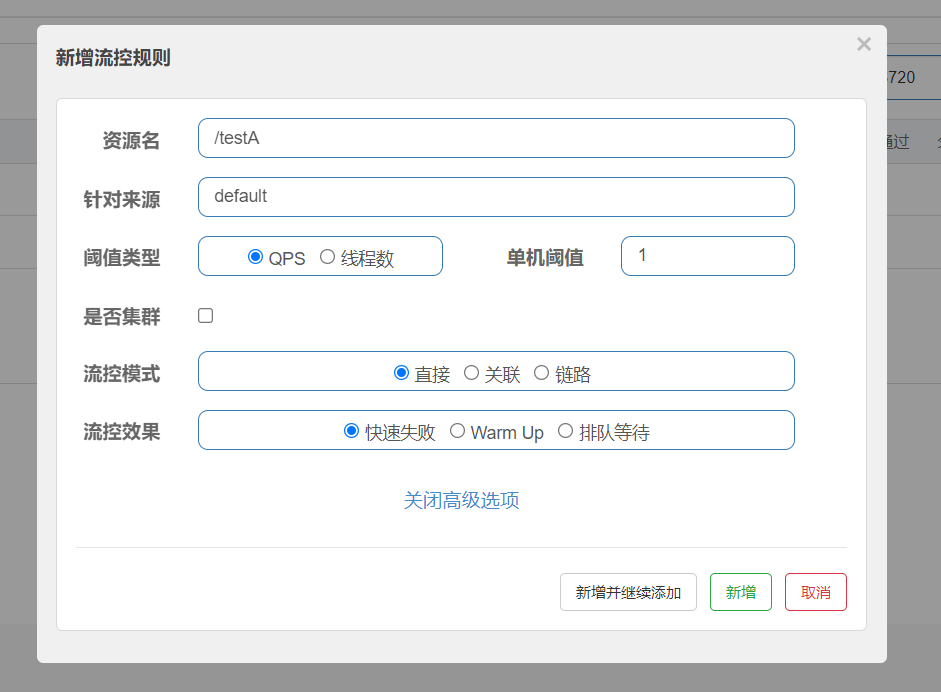 新增流控规则
×
720
通过
资源名 /testA
针对来源 default
阈值类型 QPS 线程数 单机阈值 1
是否集群
流控模式 直接 关联 链路
流控效果 快速失败 Warm Up 排队等待
关闭高级选项
新增并继续添加 新增 取消